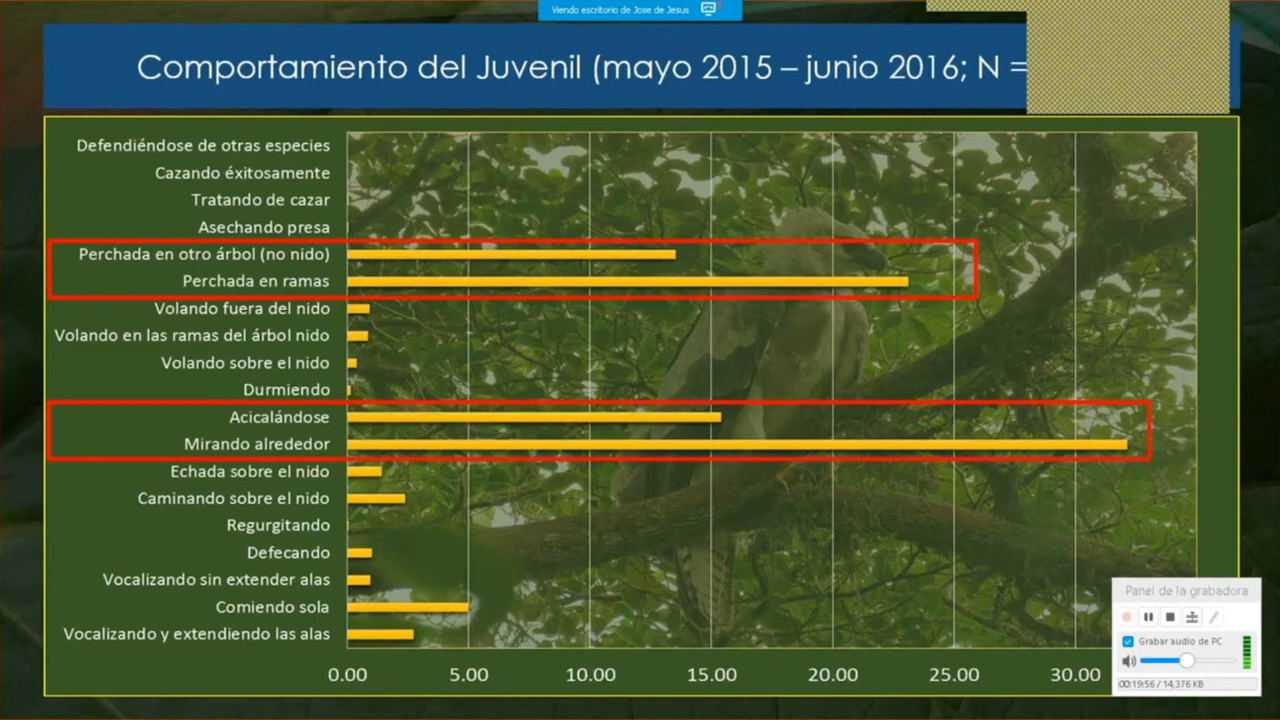 Viendo escritorio de Jose de Jesus
Comportamiento del Juvenil (mayo 2015 – junio 2016; N =
Defendiéndose de otras especies
Cazando éxitosamente
Tratando de cazar
Asechando presa
Perchada en otro árbol (no nido)
Perchada en ramas
Volando fuera del nido
Volando en las ramas del árbol nido
Volando sobre el nido
Durmiendo
Acicalándose
Mirando alrededor
Echada sobre el nido
Caminando sobre el nido
Regurgitando
Defecando
Vocalizando sin extender alas
Comiendo sola
Vocalizando y extendiendo las alas
0.00 5.00 10.00 15.00 20.00 25.00 30.00
Panel de la grabadora
Grabar audio de PC
00:19:56 / 14,376 KB